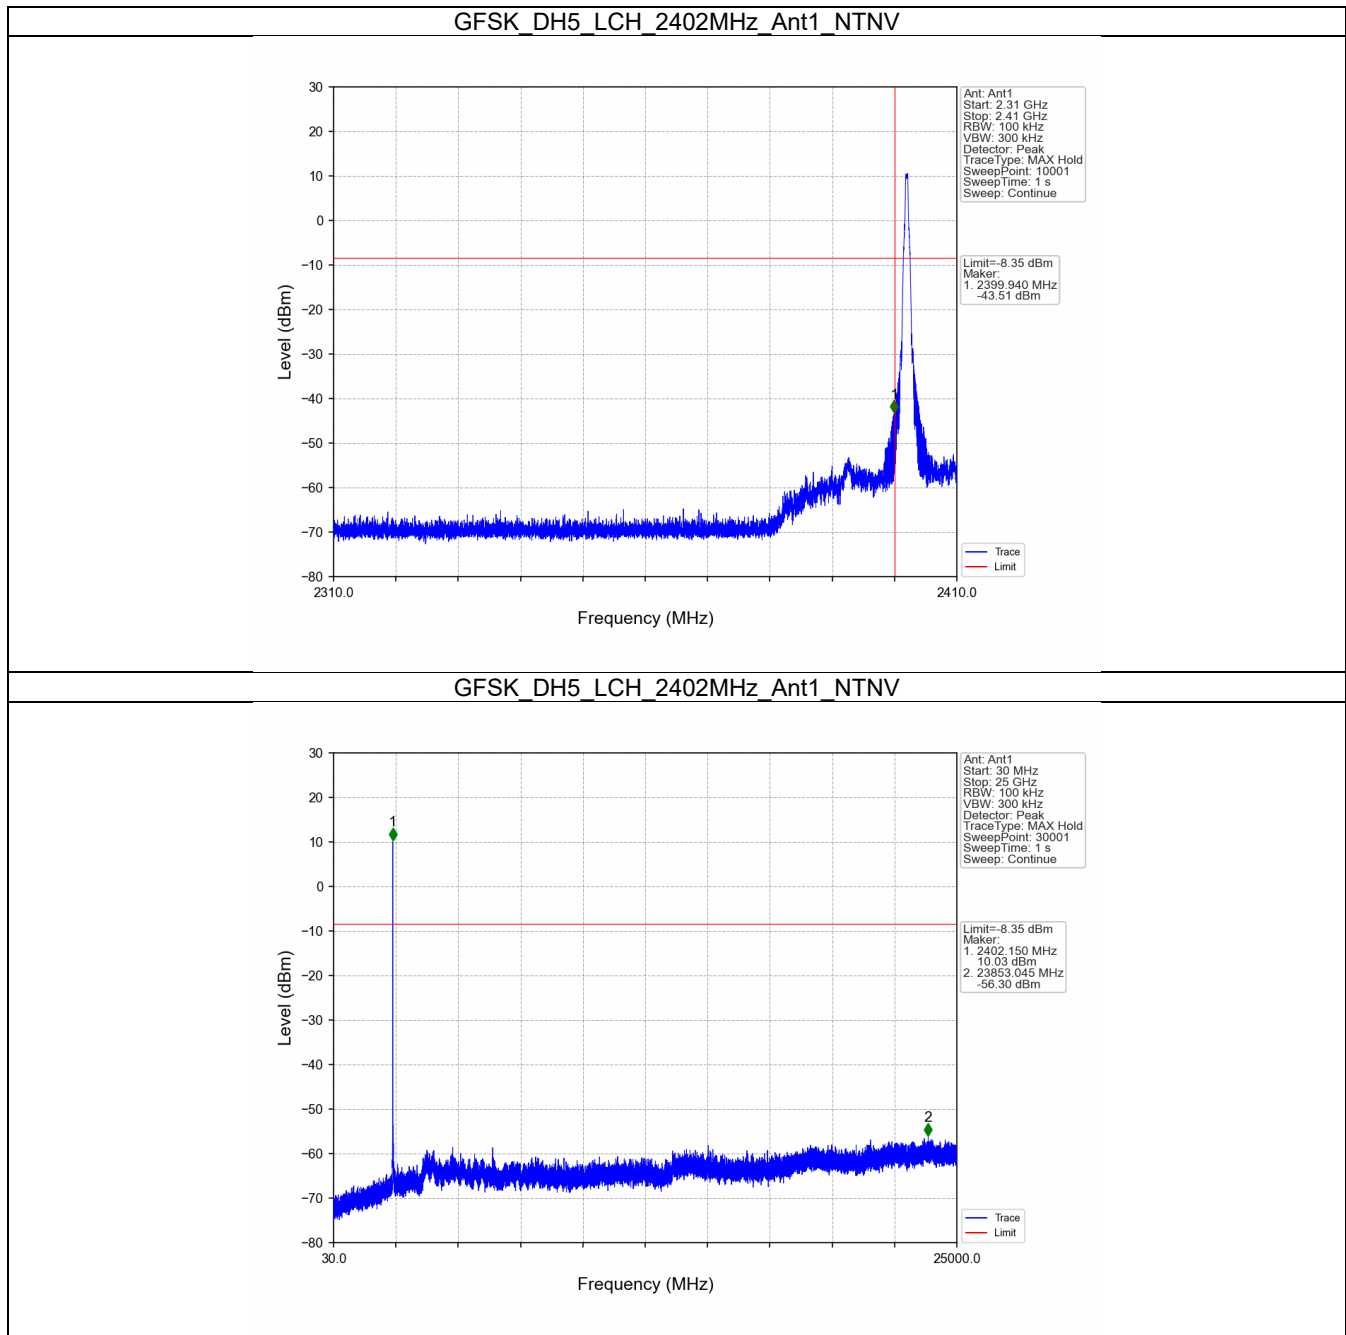 GFSK_DH5_LCH_2402MHz_Ant1_NTNV
30
20
10
0
−10
−20
−30
−40
−50
−60
−70
−80
Level (dBm)
2310.0
2410.0
Frequency (MHz)
1
Ant: Ant1
Start: 2.31 GHz
Stop: 2.41 GHz
RBW: 100 kHz
VBW: 300 kHz
Detector: Peak
TraceType: MAX Hold
SweepPoint: 10001
SweepTime: 1 s
Sweep: Continue
Limit=-8.35 dBm
Maker:
1. 2399.940 MHz
-43.51 dBm
Trace
Limit
GFSK_DH5_LCH_2402MHz_Ant1_NTNV
30
20
10
0
−10
−20
−30
−40
−50
−60
−70
−80
Level (dBm)
30.0
25000.0
Frequency (MHz)
1
2
Ant: Ant1
Start: 30 MHz
Stop: 25 GHz
RBW: 100 kHz
VBW: 300 kHz
Detector: Peak
TraceType: MAX Hold
SweepPoint: 30001
SweepTime: 1 s
Sweep: Continue
Limit=-8.35 dBm
Maker:
1. 2402.150 MHz
10.03 dBm
2. 23853.045 MHz
-56.30 dBm
Trace
Limit